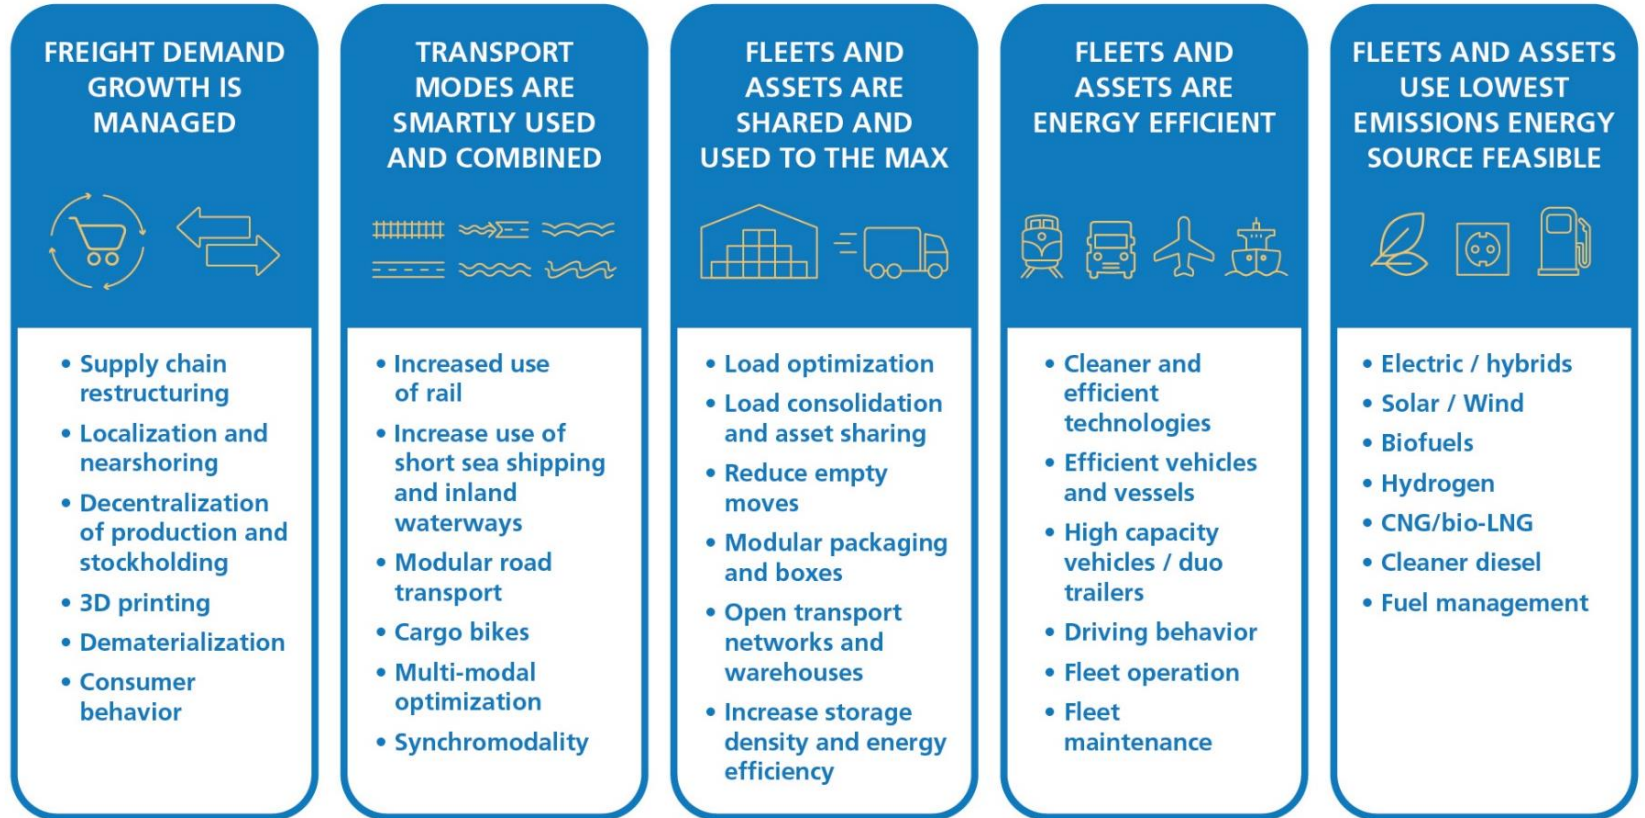 FREIGHT DEMAND
GROWTH IS
MANAGED
• Supply chain
restructuring
• Localization and
nearshoring
• Decentralization
of production and
stockholding
• 3D printing
• Dematerialization
• Consumer
behavior
TRANSPORT
MODES ARE
SMARTLY USED
AND COMBINED
• Increased use
of rail
• Increase use of
short sea shipping
and inland
waterways
• Modular road
transport
• Cargo bikes
• Multi-modal
optimization
• Synchromodality
FLEETS AND
ASSETS ARE
SHARED AND
USED TO THE MAX
• Load optimization
• Load consolidation
and asset sharing
• Reduce empty
moves
• Modular packaging
and boxes
• Open transport
networks and
warehouses
• Increase storage
density and energy
efficiency
FLEETS AND
ASSETS ARE
ENERGY EFFICIENT
• Cleaner and
efficient
technologies
• Efficient vehicles
and vessels
• High capacity
vehicles / duo
trailers
• Driving behavior
• Fleet operation
• Fleet
maintenance
FLEETS AND ASSETS
USE LOWEST
EMISSIONS ENERGY
SOURCE FEASIBLE
• Electric / hybrids
• Solar / Wind
• Biofuels
• Hydrogen
• CNG/bio-LNG
• Cleaner diesel
• Fuel management